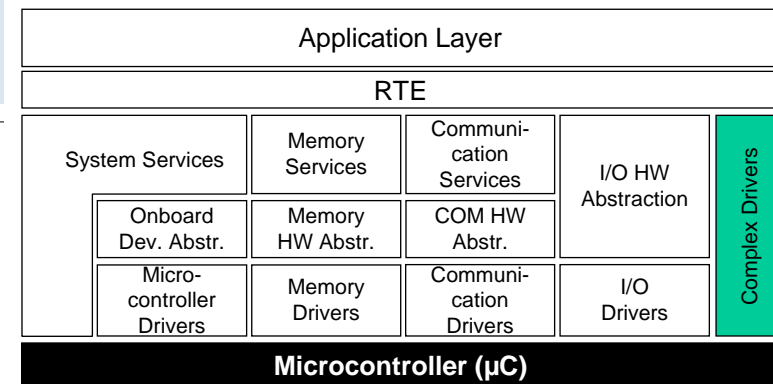 Application Layer
RTE
System Services
Memory
Services
Communi-
cation
Services
I/O HW
Abstraction
Complex Drivers
Onboard
Dev. Abstr.
Memory
HW Abstr.
COM HW
Abstr.
Micro-
controller
Drivers
Memory
Drivers
Communi-
cation
Drivers
I/O
Drivers
Microcontroller (µC)